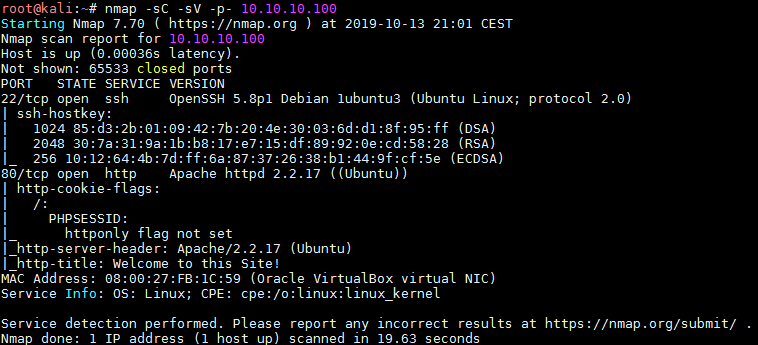 root@kali:~# nmap -sC -sV -p- 10.10.10.100
Starting Nmap 7.70 ( https://nmap.org ) at 2019-10-13 21:01 CEST
Nmap scan report for 10.10.10.100
Host is up (0.00036s latency).
Not shown: 65533 closed ports
PORT   STATE SERVICE VERSION
22/tcp open  ssh     OpenSSH 5.8p1 Debian 1ubuntu3 (Ubuntu Linux; protocol 2.0)
| ssh-hostkey:
|   1024 85:d3:2b:01:09:42:7b:20:4e:30:03:6d:d1:8f:95:ff (DSA)
|   2048 30:7a:31:9a:1b:b8:17:e7:15:df:89:92:0e:cd:58:28 (RSA)
|_  256 10:12:64:4b:7d:ff:6a:87:37:26:38:b1:44:9f:cf:5e (ECDSA)
80/tcp open  http    Apache httpd 2.2.17 ((Ubuntu))
| http-cookie-flags:
|   /:
|     PHPSESSID:
|_      httponly flag not set
|_http-server-header: Apache/2.2.17 (Ubuntu)
|_http-title: Welcome to this Site!
MAC Address: 08:00:27:FB:1C:59 (Oracle VirtualBox virtual NIC)
Service Info: OS: Linux; CPE: cpe:/o:linux:linux_kernel

Service detection performed. Please report any incorrect results at https://nmap.org/submit/ .
Nmap done: 1 IP address (1 host up) scanned in 19.63 seconds